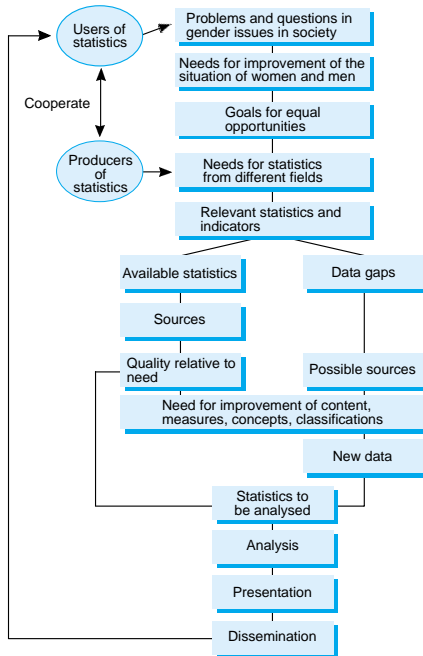 Users of
statistics
Problems and questions in
gender issues in society
Needs for improvement of the
situation of women and men
Cooperate
Goals for equal
opportunities
Producers
of
statistics
Needs for statistics
from different fields
Relevant statistics and
indicators
Available statistics
Data gaps
Sources
Quality relative to
need
Possible sources
Need for improvement of content,
measures, concepts, classifications
New data
Statistics to
be analysed
Analysis
Presentation
Dissemination